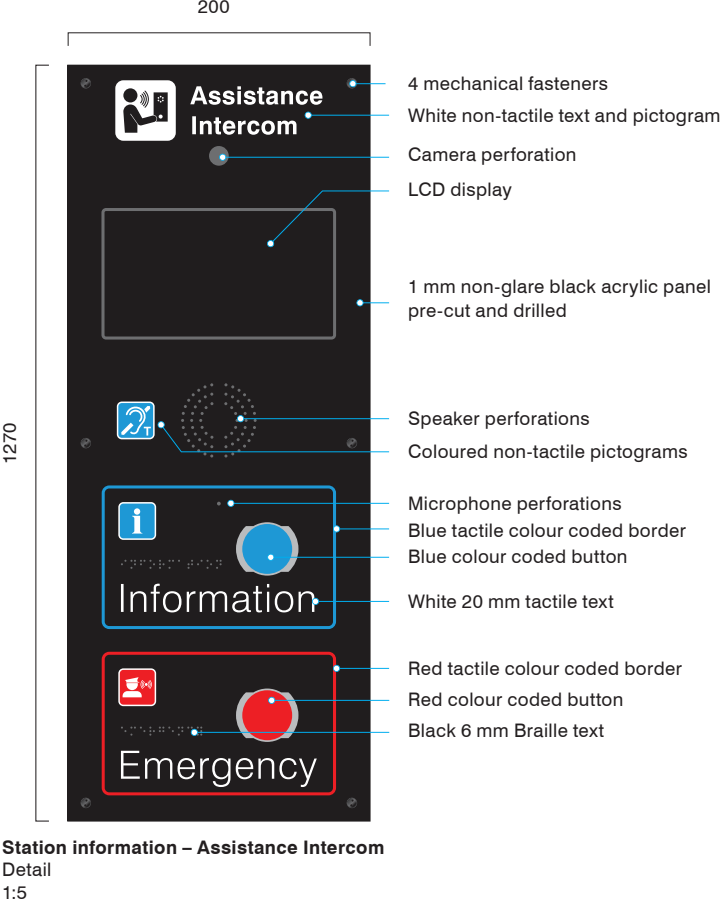 200
1270
Assistance
Intercom
4 mechanical fasteners
White non-tactile text and pictogram
Camera perforation
LCD display
1 mm non-glare black acrylic panel
pre-cut and drilled
T
Speaker perforations
Coloured non-tactile pictograms
i
Microphone perforations
Blue tactile colour coded border
Blue colour coded button
Information
White 20 mm tactile text
Red tactile colour coded border
Red colour coded button
Black 6 mm Braille text
Emergency
Station information – Assistance Intercom
Detail
1:5